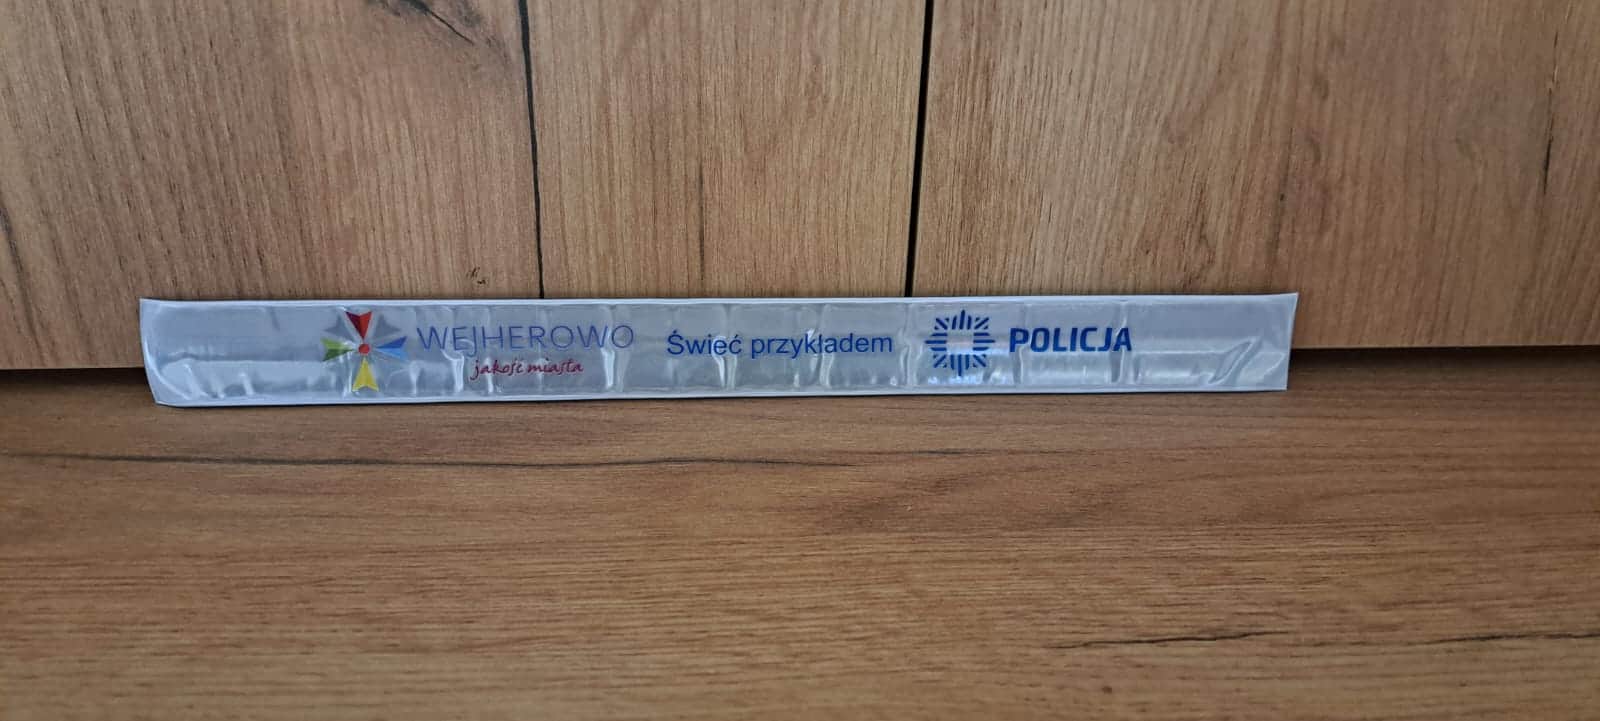 WEJHEROWO
jakość miasta
Świeć przykładem
POLICJA